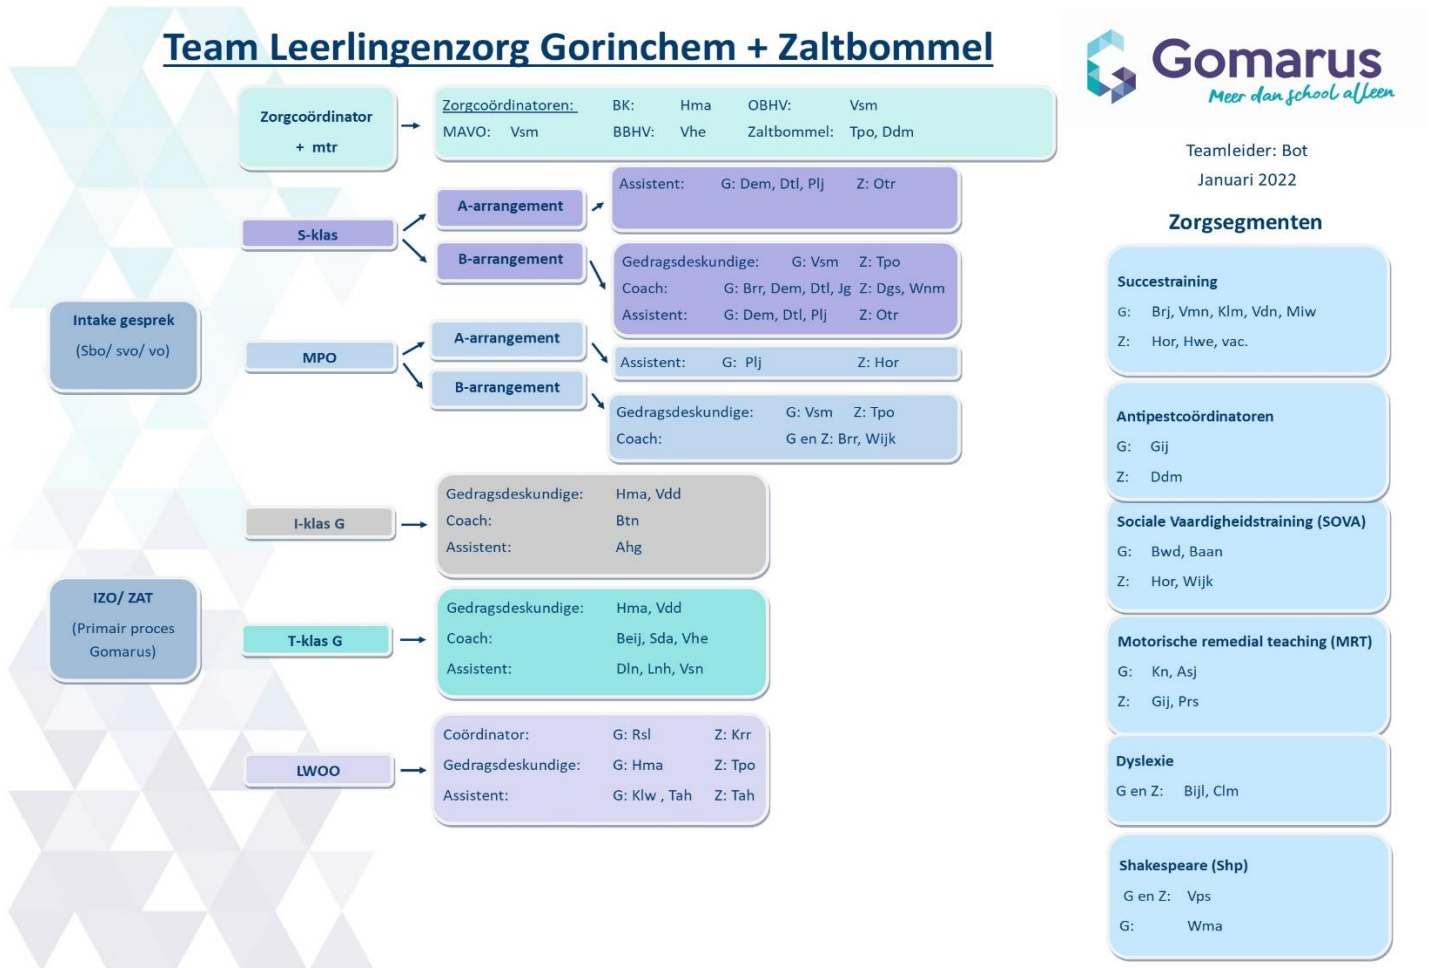 Team Leerlingenzorg Gorinchem + Zaltbommel
Gomarus
Meer dan school alleen
Teamleider: Bot
Januari 2022
Zorgcoördinator
+ mtr
Zorgcoördinatoren: BK: Hma OBHV: Vsm
MAVO: Vsm BBHV: Vhe Zaltbommel: Tpo, Ddm
S-klas
A-arrangement
Assistent: G: Dem, Dtl, Plj Z: Otr
B-arrangement
Gedragsdeskundige: G: Vsm Z: Tpo
Coach: G: Brr, Dem, Dtl, Jg Z: Dgs, Wnm
Assistent: G: Dem, Dtl, Plj Z: Otr
Intake gesprek
(Sbo/ svo/ vo)
MPO
A-arrangement
Assistent: G: Plj Z: Hor
B-arrangement
Gedragsdeskundige: G: Vsm Z: Tpo
Coach: G en Z: Brr, Wijk
I-klas G
Gedragsdeskundige: Hma, Vdd
Coach: Btn
Assistent: Ahg
IZO/ ZAT
(Primair proces
Gomarus)
T-klas G
Gedragsdeskundige: Hma, Vdd
Coach: Beij, Sda, Vhe
Assistent: Dln, Lnh, Vsn
LWOO
Coördinator: G: Rsl Z: Krr
Gedragsdeskundige: G: Hma Z: Tpo
Assistent: G: Klw , Tah Z: Tah
Zorgsegmenten
Succestraining
G: Brj, Vmn, Klm, Vdn, Miw
Z: Hor, Hwe, vac.
Antipestcoördinatoren
G: Gij
Z: Ddm
Sociale Vaardigheidstraining (SOVA)
G: Bwd, Baan
Z: Hor, Wijk
Motorische remedial teaching (MRT)
G: Kn, Asj
Z: Gij, Prs
Dyslexie
G en Z: Bijl, Clm
Shakespeare (Shp)
G en Z: Vps
G: Wma